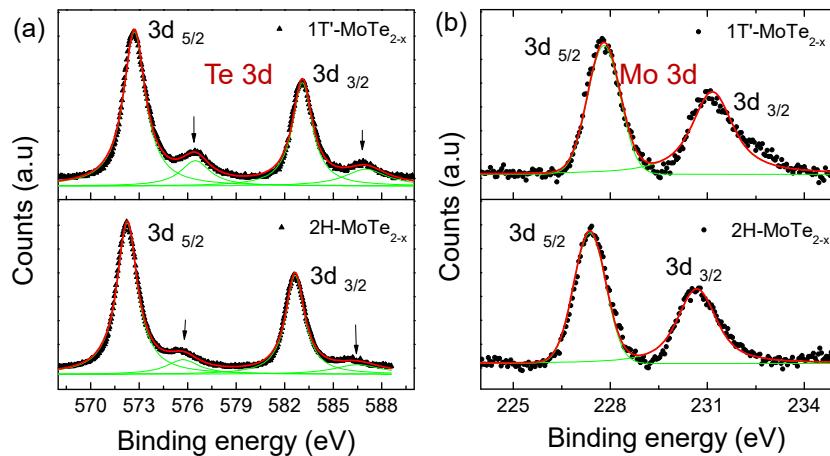 (a)
3d 5/2
1T'-MoTe2-x
Te 3d
3d 3/2
3d 5/2
2H-MoTe2-x
3d 3/2
Counts (a.u)
570 573 576 579 582 585 588
Binding energy (eV)
(b)
3d 5/2
1T'-MoTe2-x
Mo 3d
3d 3/2
3d 5/2
2H-MoTe2-x
3d 3/2
Counts (a.u)
225 228 231 234
Binding energy (eV)